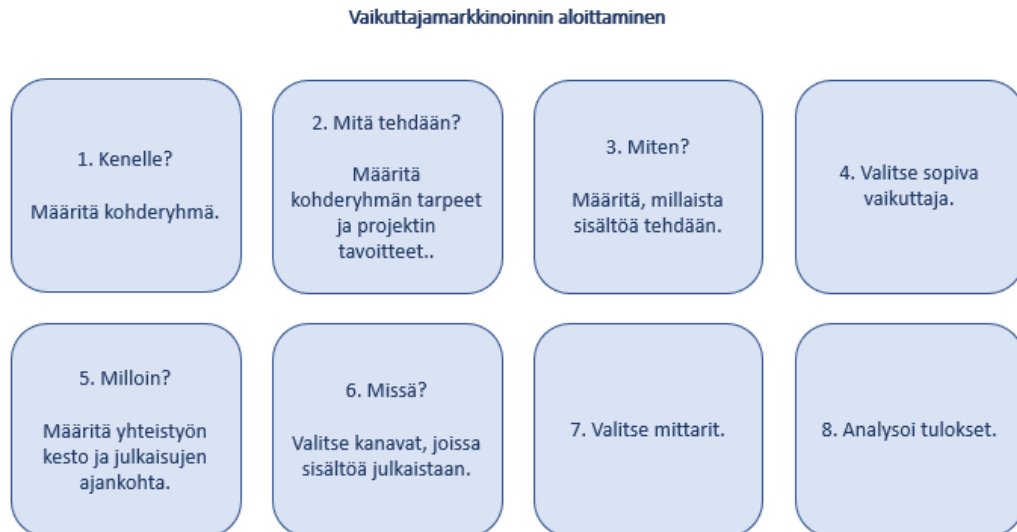 Vaikuttajamarkkinoinnin aloittaminen
1. Kenelle?
Määritä kohderyhmä.
2. Mitä tehdään?
Määritä
kohderyhmän tarpeet
ja projektin
tavoitteet..
3. Miten?
Määritä, millaista
sisältöä tehdään.
4. Valitse sopiva
vaikuttaja.
5. Milloin?
Määritä yhteistyön
kesto ja julkaisujen
ajankohta.
6. Missä?
Valitse kanavat, joissa
sisältöä julkaistaan.
7. Valitse mittarit.
8. Analysoi tulokset.